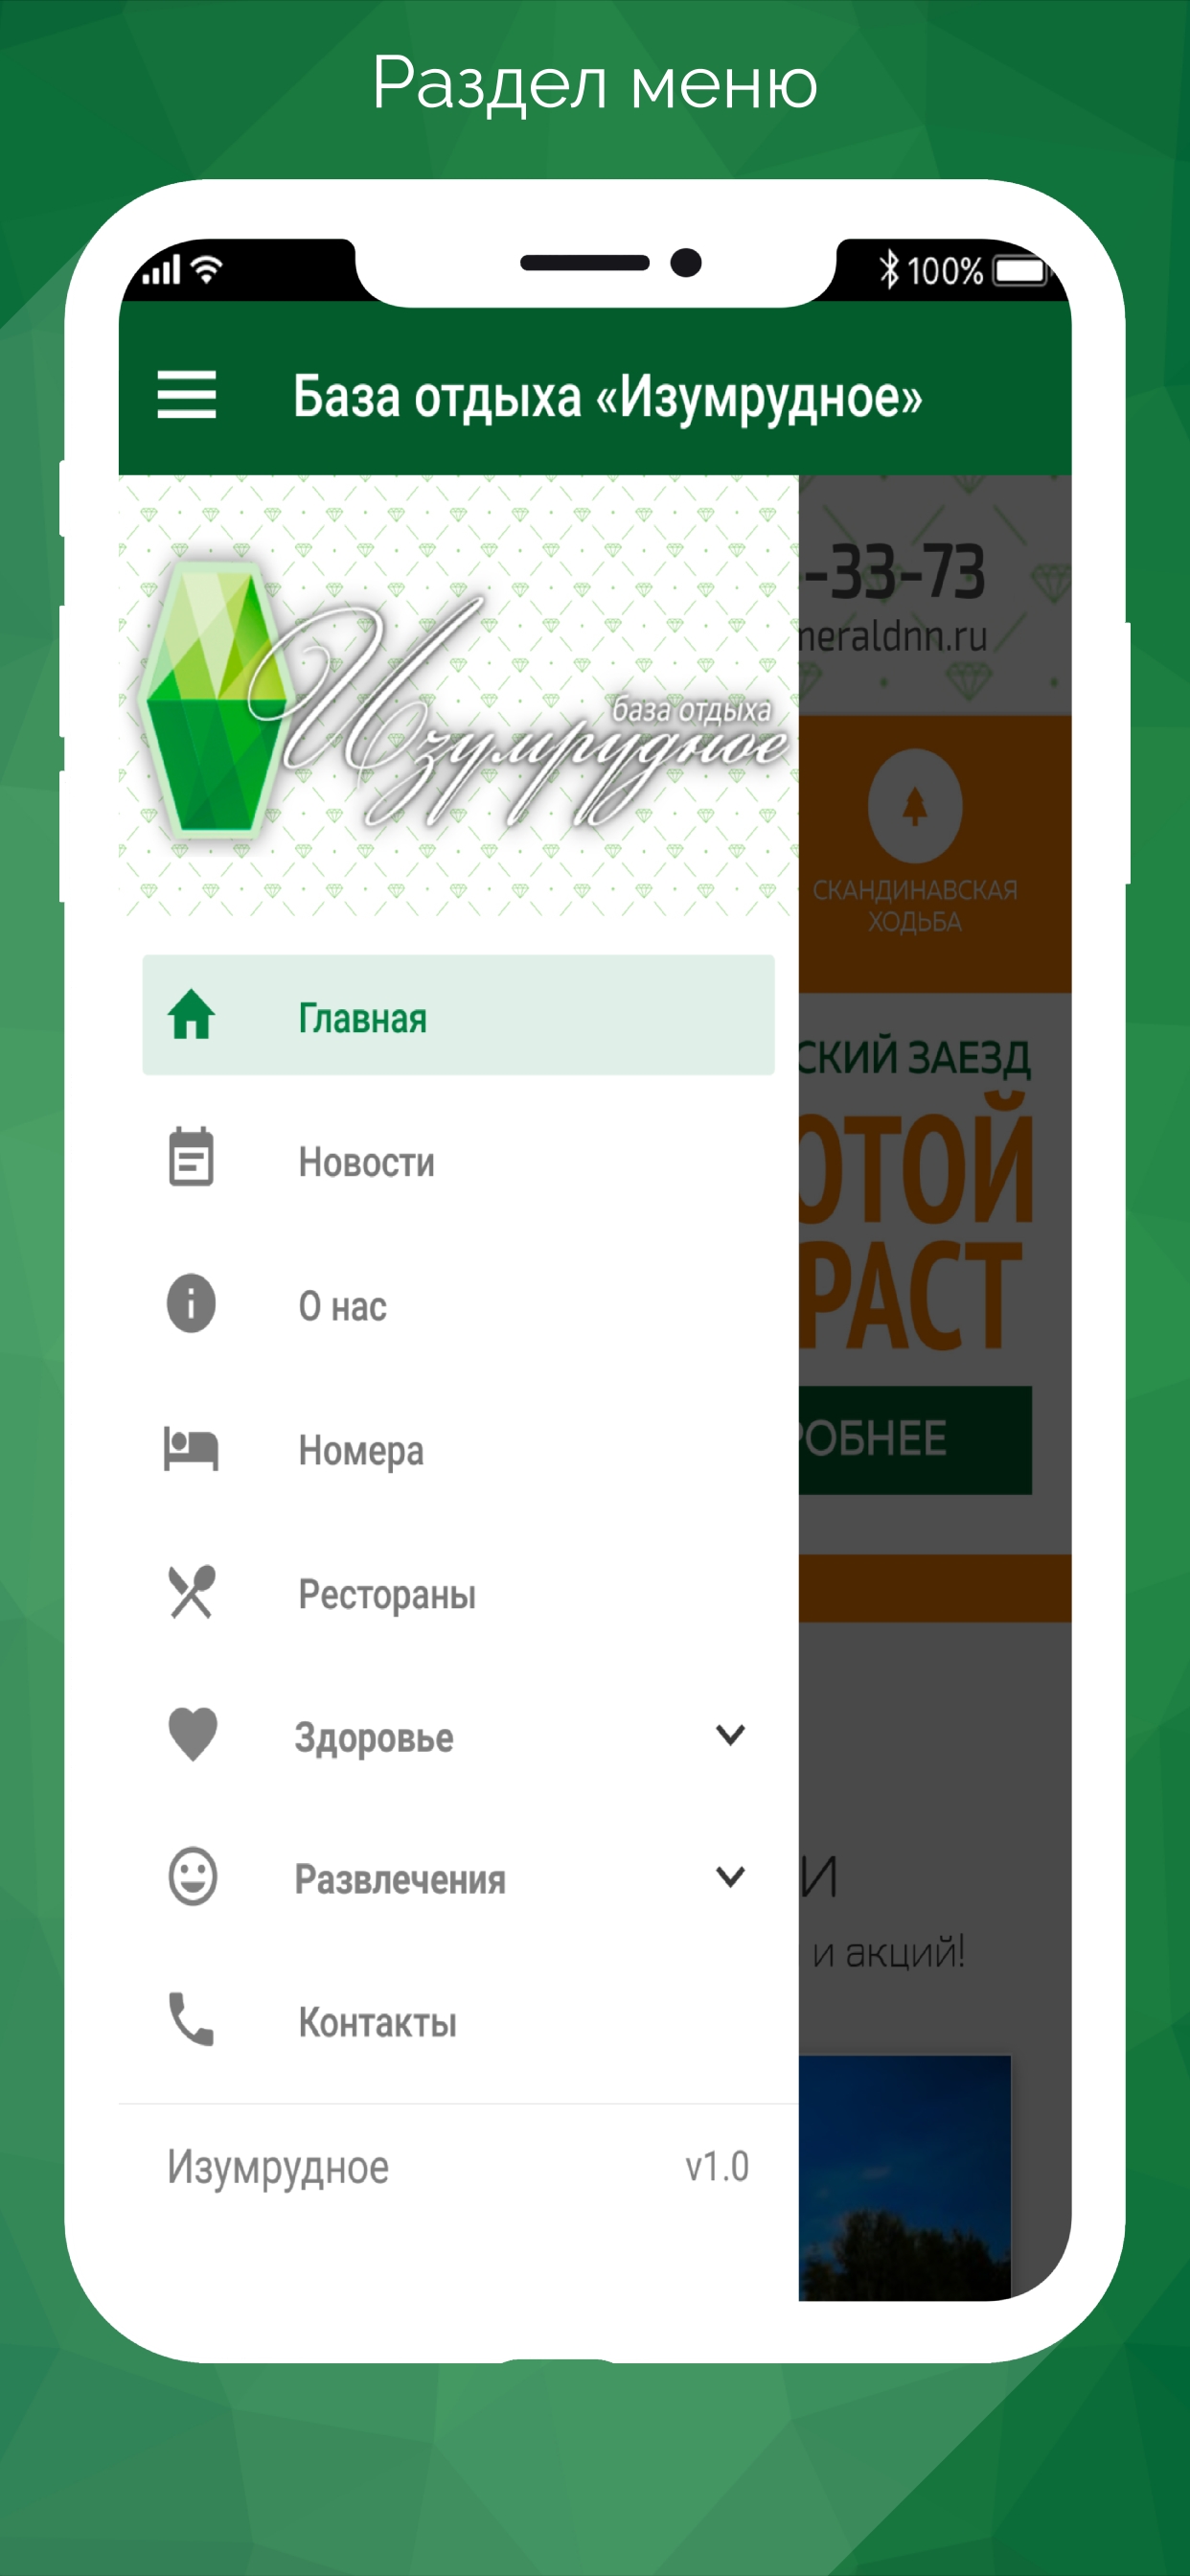 Раздел меню
100%
База отдыха «Изумрудное»
-33-73
meraldnn.ru
база отдыха
Изумрудное
СКАНДИНАВСКАЯ
ХОДЬБА
Главная
СКИЙ ЗАЕЗД
Новости
ОТОЙ
О нас
РАСТ
Номера
ОБНЕЕ
Рестораны
Здоровье
Развлечения
И
и акций!
Контакты
Изумрудное
v1.0